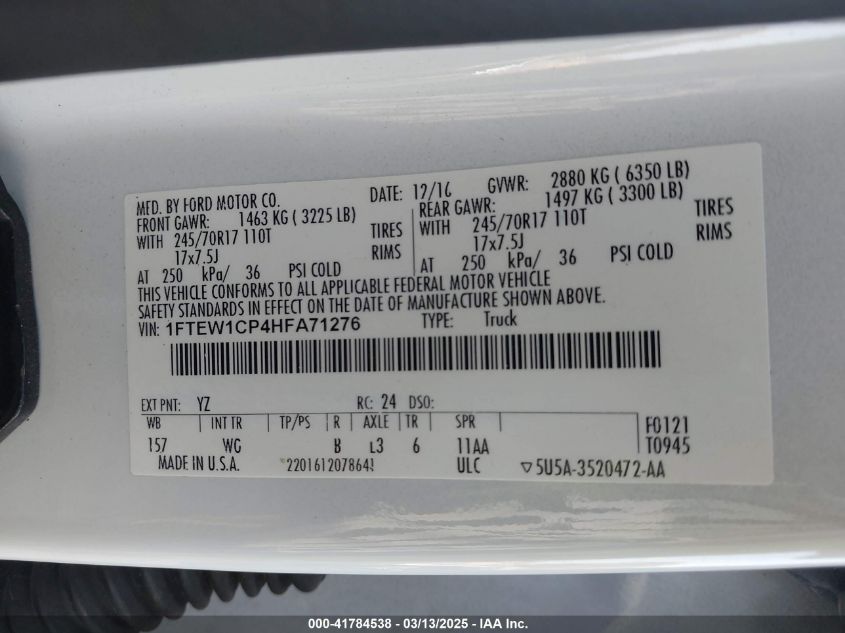 MFD. BY FORD MOTOR CO. DATE: 12/16 GVWR: 2880 KG ( 6350 LB)
FRONT GAWR: 1463 KG ( 3225 LB) REAR GAWR: 1497 KG ( 3300 LB)
WITH 245/70R17 110T TIRES WITH 245/70R17 110T TIRES
17x7.5J RIMS 17x7.5J RIMS
AT 250 kPa/ 36 PSI COLD AT 250 kPa/ 36 PSI COLD
THIS VEHICLE CONFORMS TO ALL APPLICABLE FEDERAL MOTOR VEHICLE
SAFETY STANDARDS IN EFFECT ON THE DATE OF MANUFACTURE SHOWN ABOVE.
VIN: 1FTEW1CP4HFA71276 TYPE: Truck
EXT PNT: YZ RC: 24 DSO:
WB INT TR TP/PS R AXLE TR SPR F0121
157 WG B L3 6 11AA T0945
MADE IN U.S.A. ULC ▽5U5A-3520472-AA
000-41784538 - 03/13/2025 - IAA Inc.